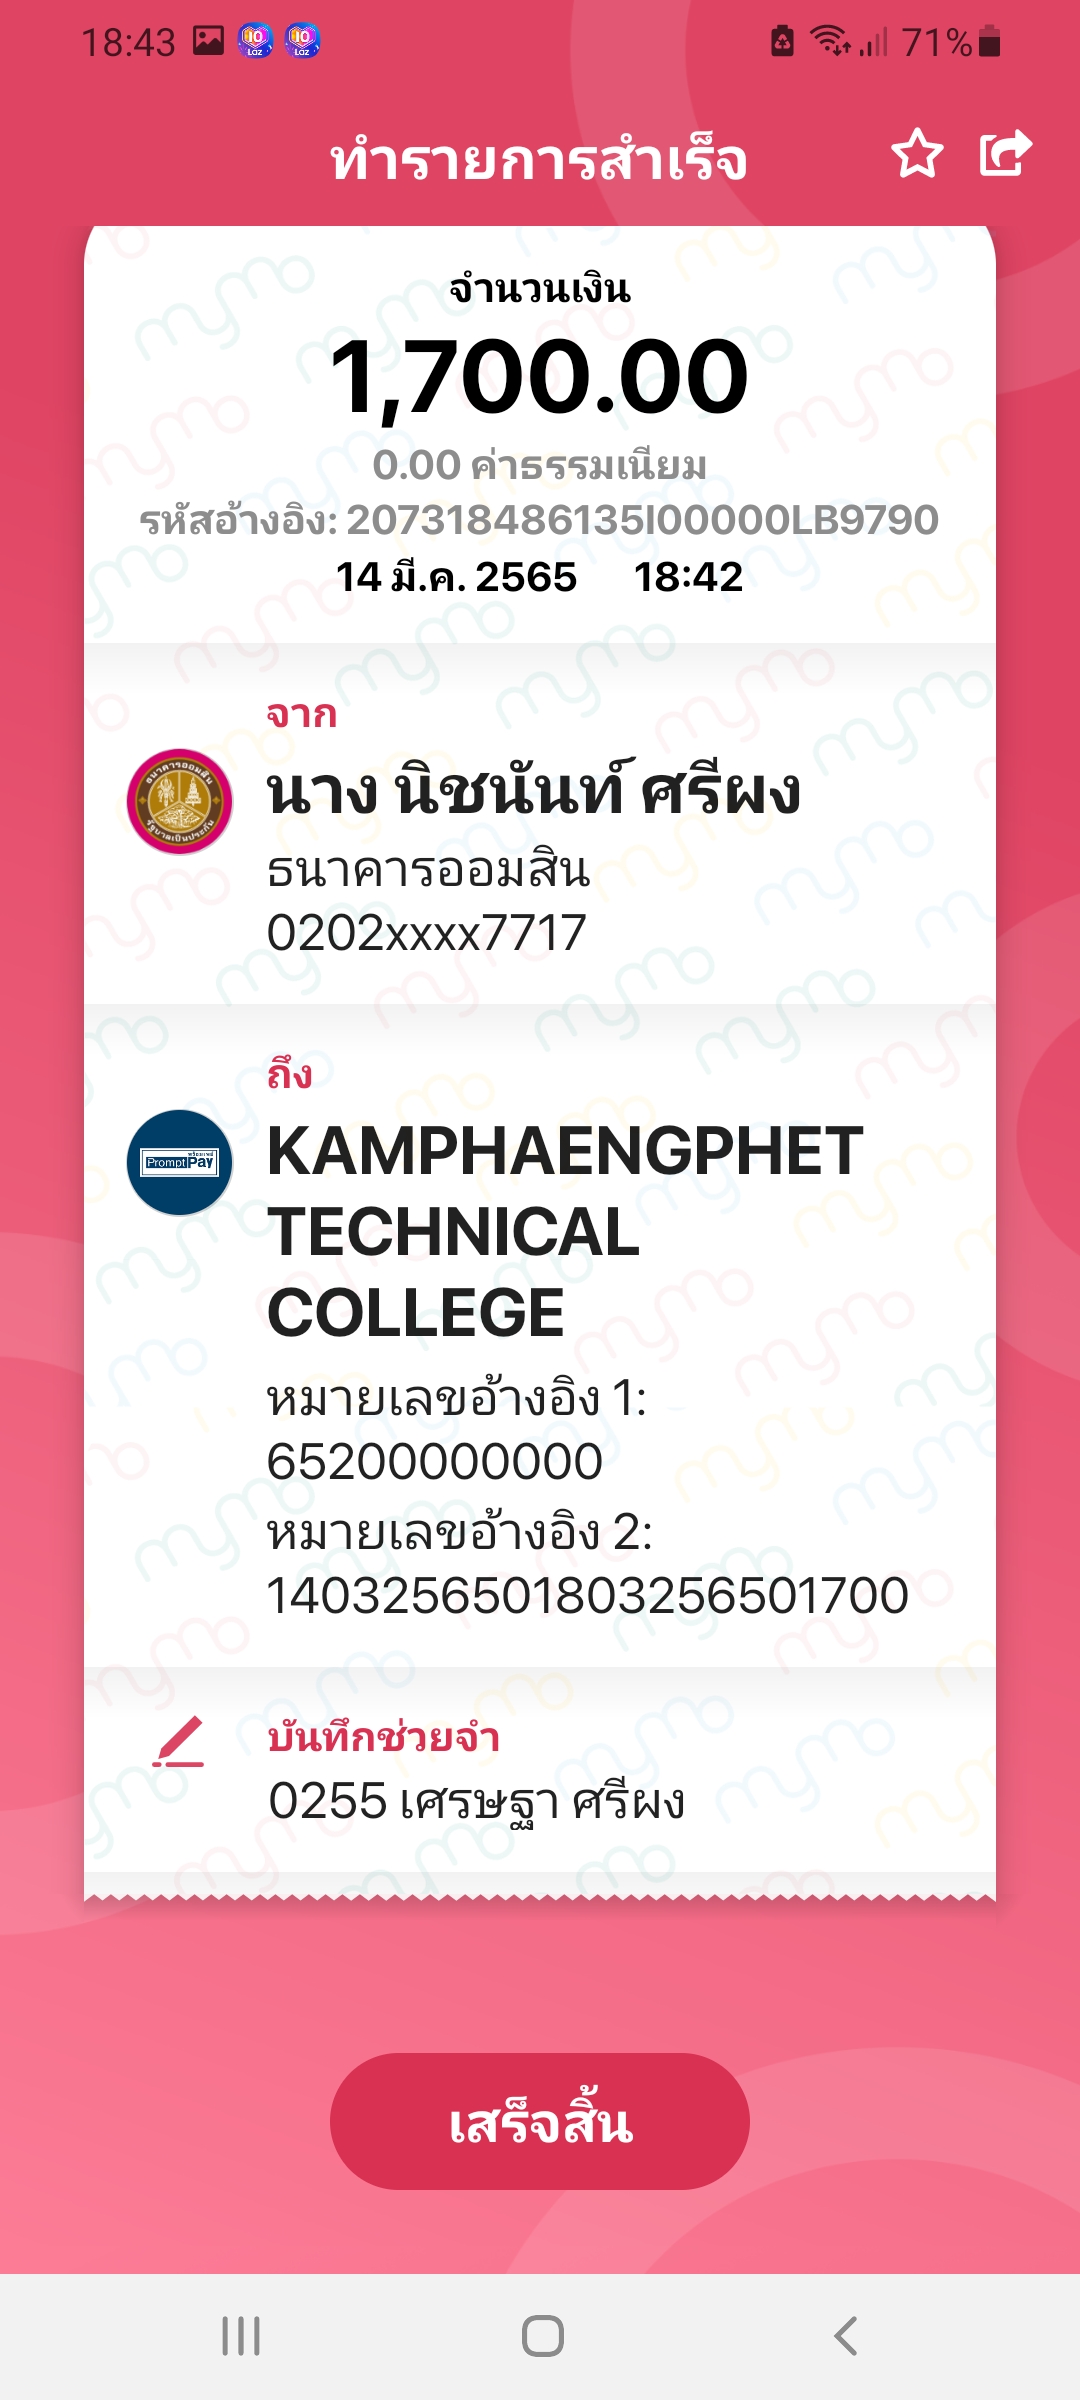 18:43
71%
ทำรายการสำเร็จ
จำนวนเงิน
1,700.00
0.00 ค่าธรรมเนียม
รหัสอ้างอิง: 207318486135I00000LB9790
14 มี.ค. 2565 18:42
จาก
นาง นิชนันท์ ศรีผง
ธนาคารออมสิน
0202xxxx7717
ถึง
PromptPay
KAMPHAENGPHET
TECHNICAL
COLLEGE
หมายเลขอ้างอิง 1:
65200000000
หมายเลขอ้างอิง 2:
140325650180325650​1700
บันทึกช่วยจำ
0255 เศรษฐา ศรีผง
เสร็จสิ้น